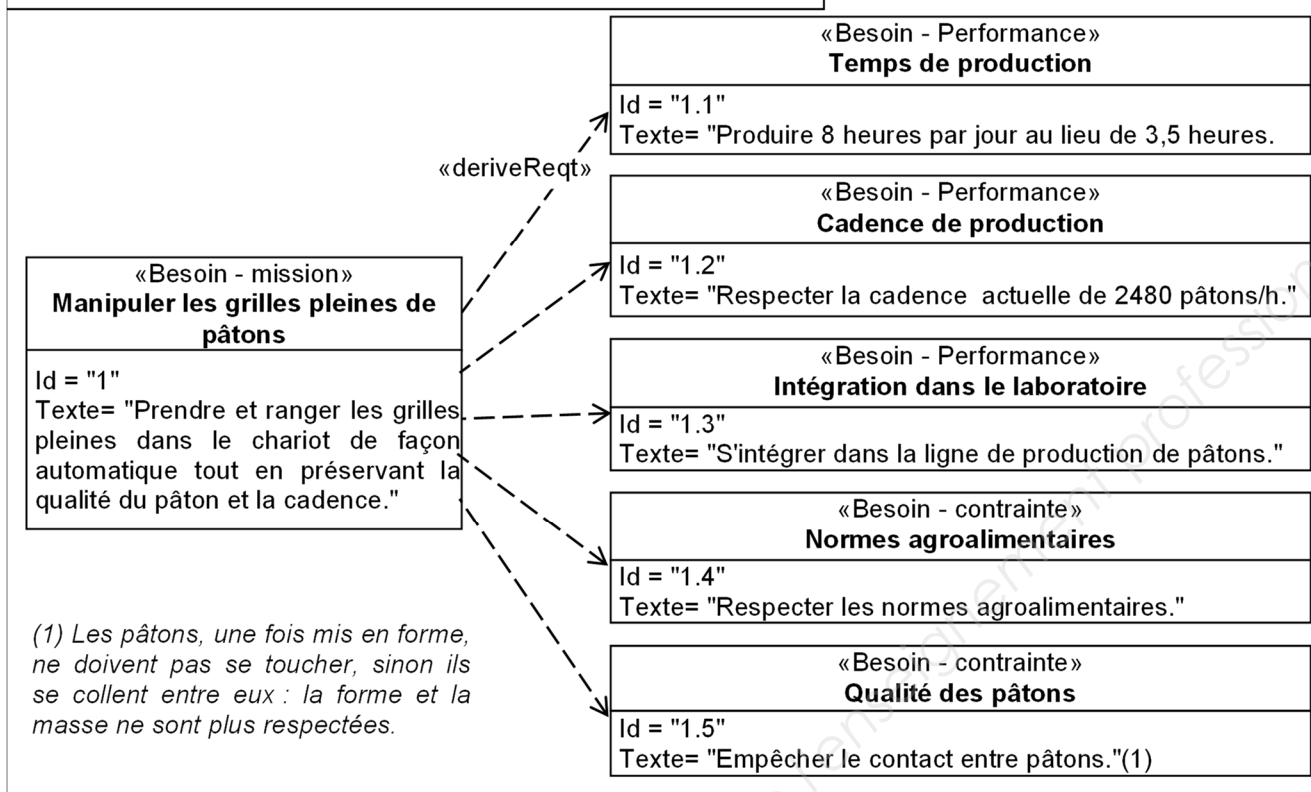 «Besoin - Performance»
Temps de production
Id = "1.1"
Texte= "Produire 8 heures par jour au lieu de 3,5 heures.
«deriveReqt»
«Besoin - Performance»
Cadence de production
Id = "1.2"
Texte= "Respecter la cadence  actuelle de 2480 pâtons/h."
«Besoin - mission»
Manipuler les grilles pleines de
pâtons
Id = "1"
Texte= "Prendre et ranger les grilles
pleines dans le chariot de façon
automatique tout en préservant la
qualité du pâton et la cadence."
«Besoin - Performance»
Intégration dans le laboratoire
Id = "1.3"
Texte= "S'intégrer dans la ligne de production de pâtons."
«Besoin - contrainte»
Normes agroalimentaires
Id = "1.4"
Texte= "Respecter les normes agroalimentaires."
«Besoin - contrainte»
Qualité des pâtons
Id = "1.5"
Texte= "Empêcher le contact entre pâtons."(1)
(1) Les pâtons, une fois mis en forme,
ne doivent pas se toucher, sinon ils
se collent entre eux : la forme et la
masse ne sont plus respectées.
l'enseignement profession